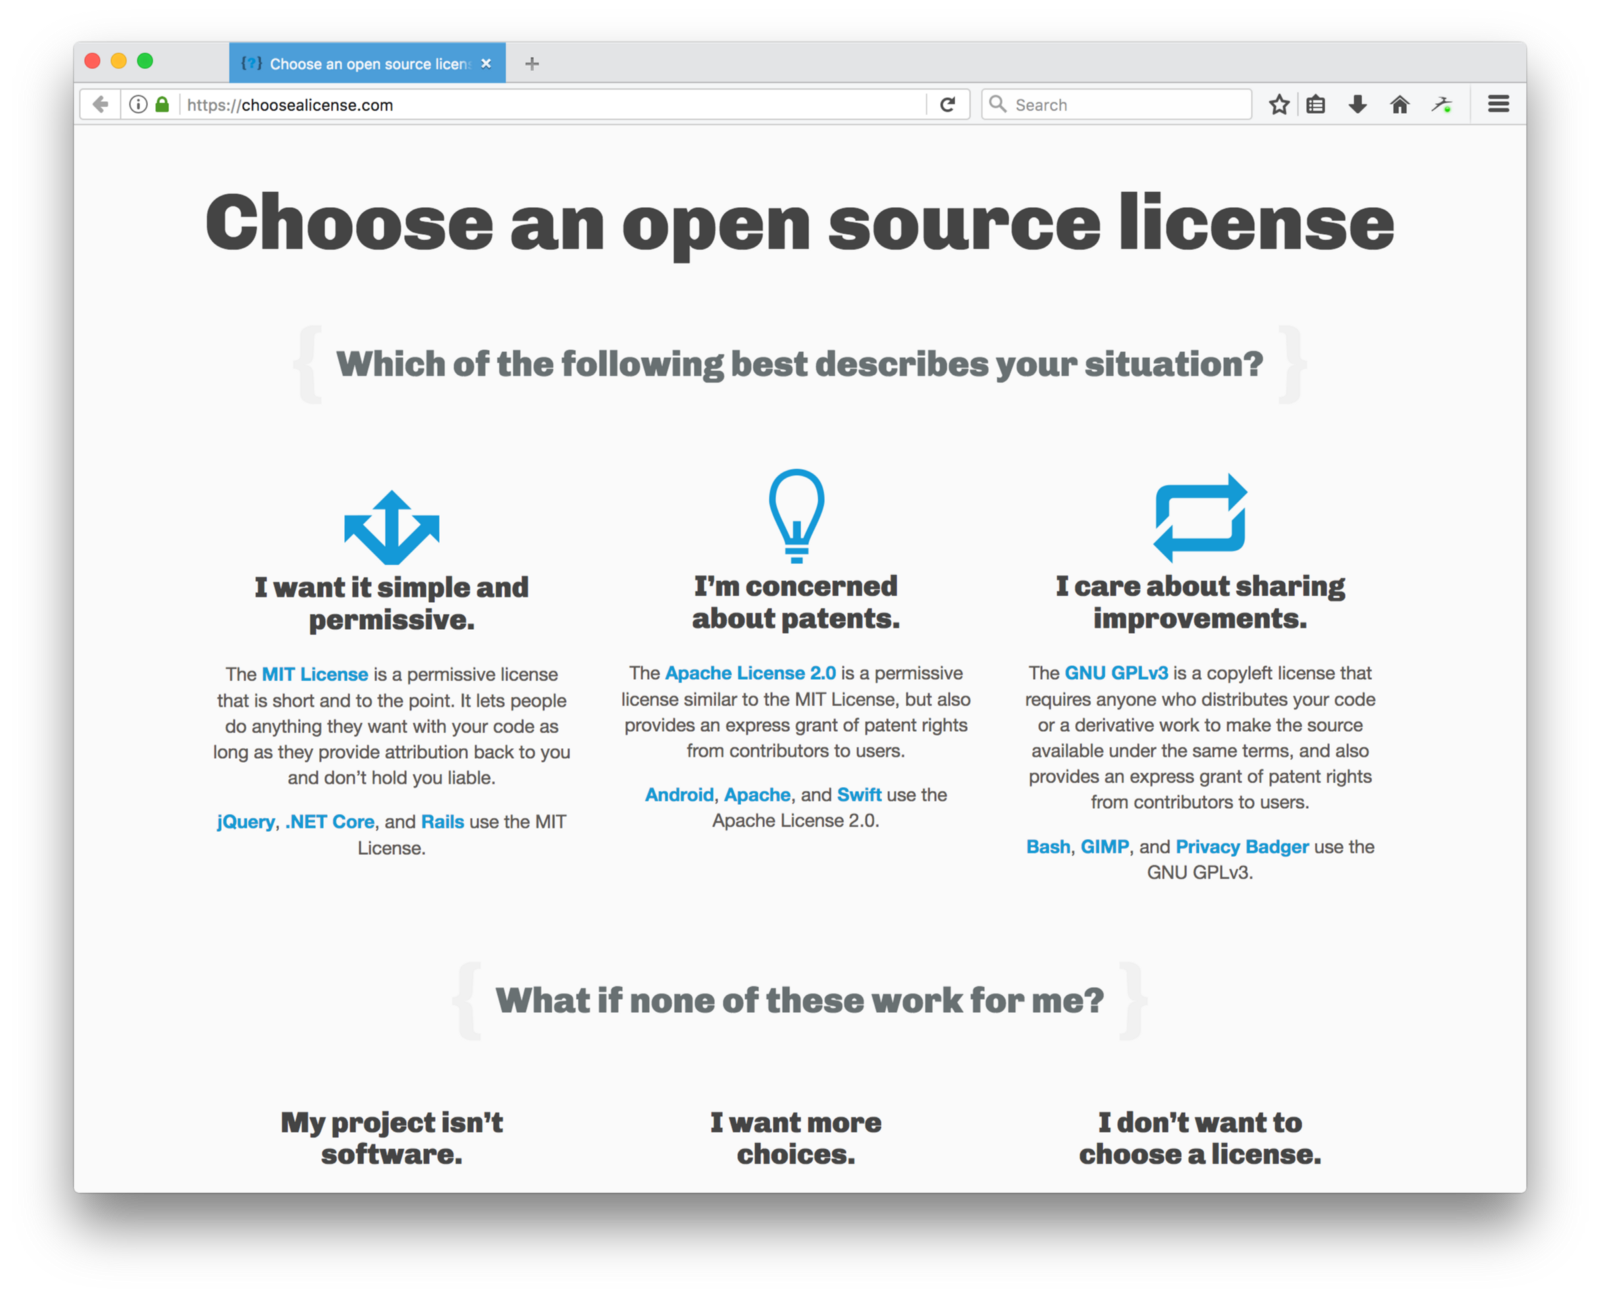 {?} Choose an open source licen
https://choosealicense.com
Search
Choose an open source license
{ Which of the following best describes your situation? }
I want it simple and
permissive.
The MIT License is a permissive license
that is short and to the point. It lets people
do anything they want with your code as
long as they provide attribution back to you
and don’t hold you liable.
jQuery, .NET Core, and Rails use the MIT
License.
I’m concerned
about patents.
The Apache License 2.0 is a permissive
license similar to the MIT License, but also
provides an express grant of patent rights
from contributors to users.
Android, Apache, and Swift use the
Apache License 2.0.
I care about sharing
improvements.
The GNU GPLv3 is a copyleft license that
requires anyone who distributes your code
or a derivative work to make the source
available under the same terms, and also
provides an express grant of patent rights
from contributors to users.
Bash, GIMP, and Privacy Badger use the
GNU GPLv3.
{ What if none of these work for me? }
My project isn’t
software.
I want more
choices.
I don’t want to
choose a license.